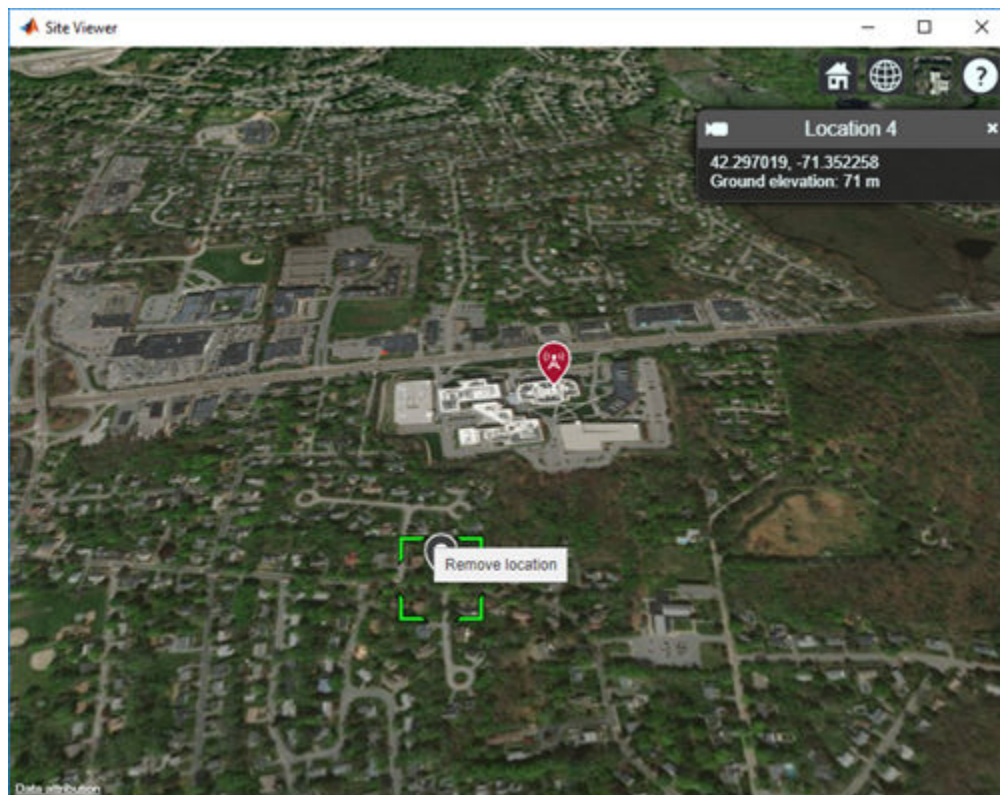 Site Viewer
?
Location 4
42.297019, -71.352258
Ground elevation: 71 m
Remove location
Data attribution